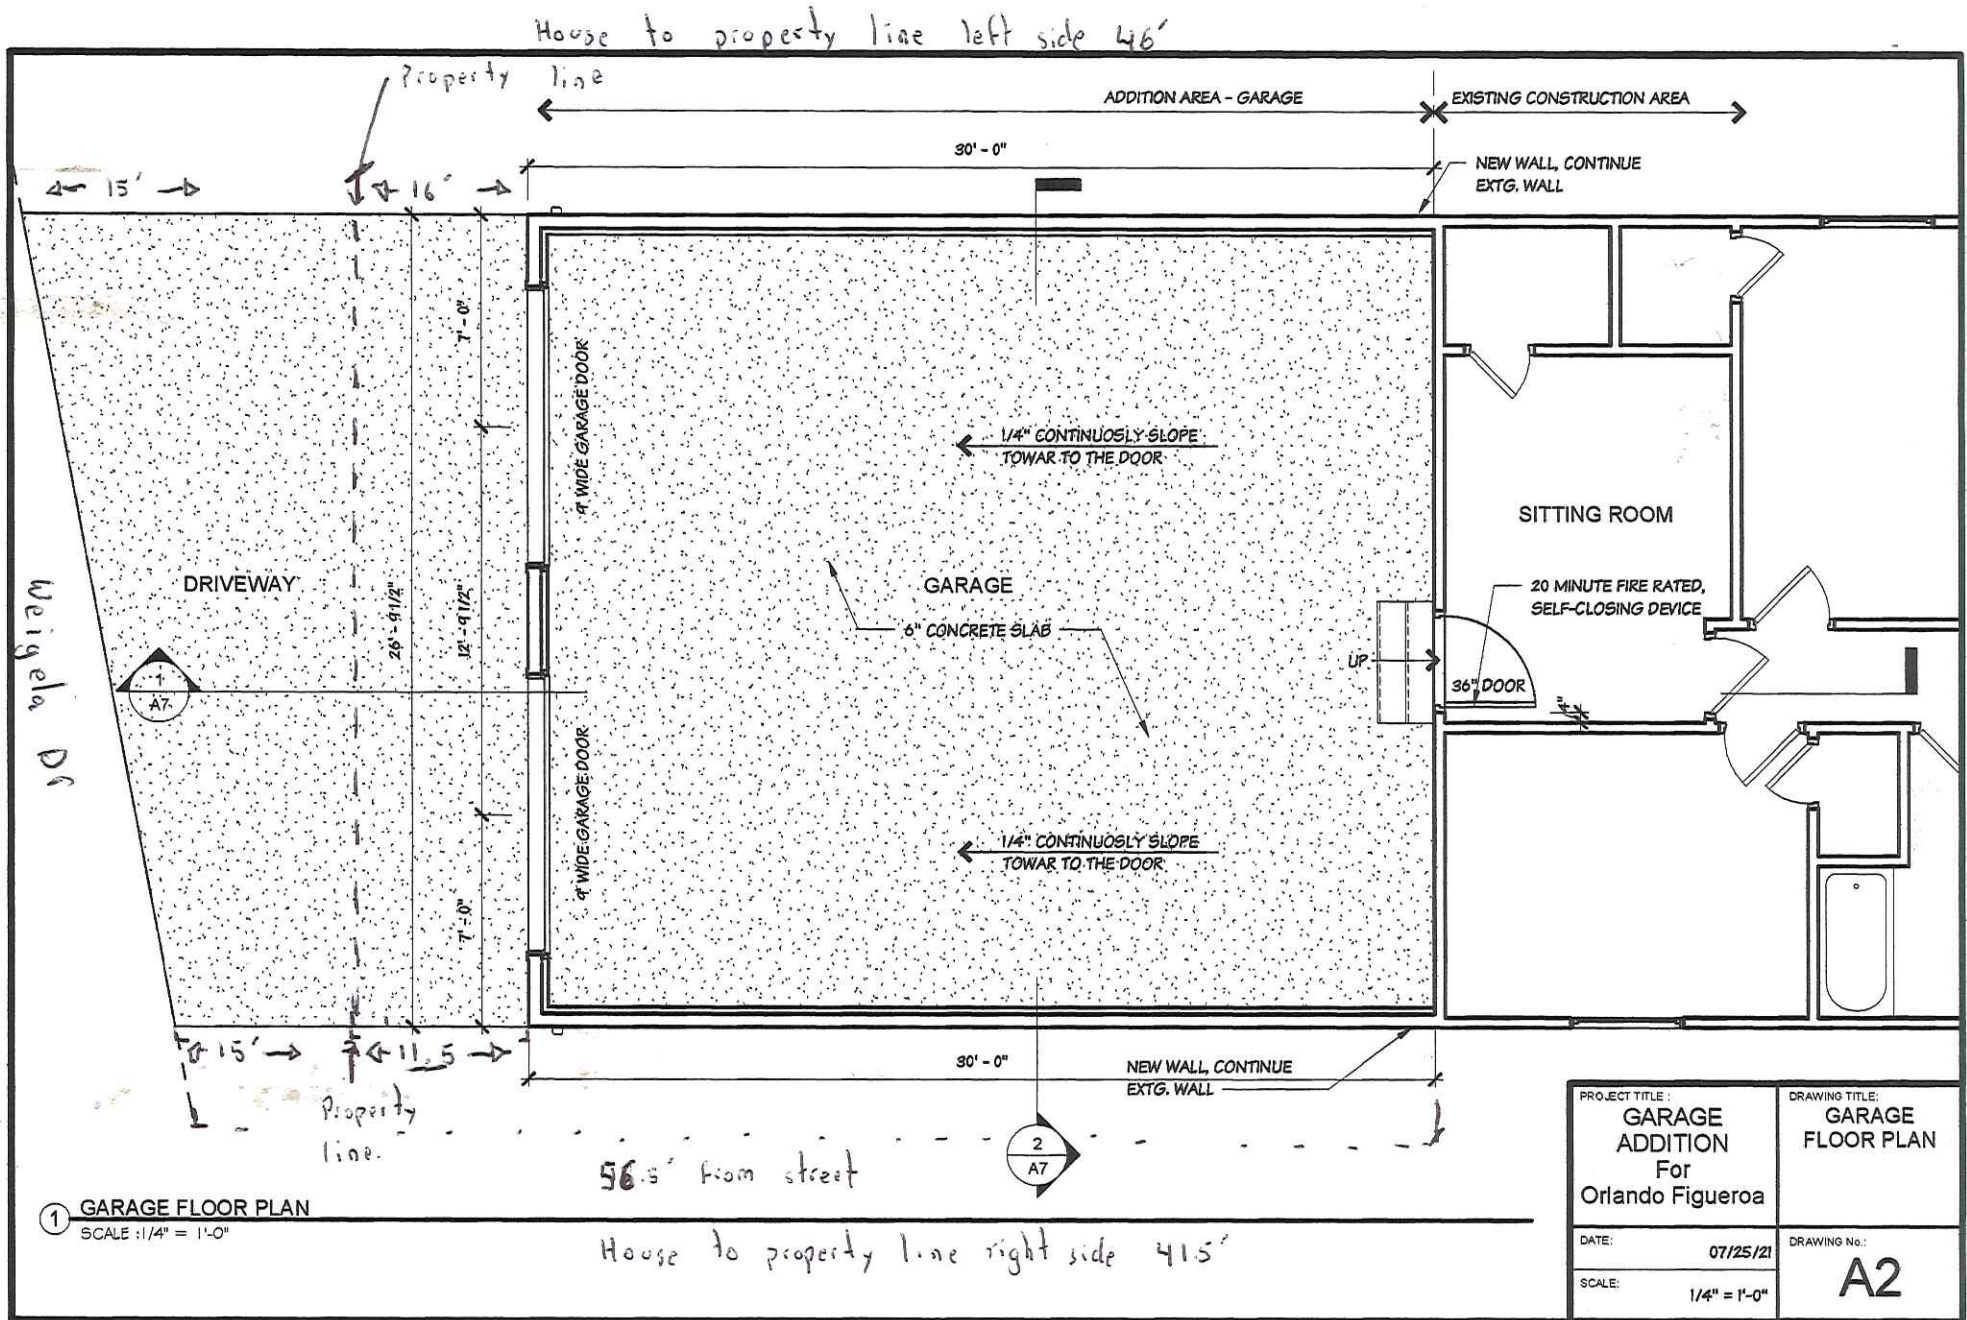 House to property line left side 46'
Property line
ADDITION AREA - GARAGE
EXISTING CONSTRUCTION AREA
30' - 0"
NEW WALL, CONTINUE
EXTG. WALL
15'
16'
7' - 0"
9' WIDE GARAGE DOOR
1/4" CONTINUOSLY SLOPE
TOWAR TO THE DOOR
SITTING ROOM
DRIVEWAY
26' - 9 1/2"
12' - 9 1/2"
GARAGE
6" CONCRETE SLAB
20 MINUTE FIRE RATED,
SELF-CLOSING DEVICE
UP
36" DOOR
4"
Weigela Dr
1
A7
9' WIDE GARAGE DOOR
1/4" CONTINUOSLY SLOPE
TOWAR TO THE DOOR
7' - 0"
15'
11.5
30' - 0"
NEW WALL, CONTINUE
EXTG. WALL
Property
line.
2
A7
56.5' from street
1
GARAGE FLOOR PLAN
SCALE :1/4" = 1'-0"
House to property line right side 41.5'
PROJECT TITLE :
GARAGE
ADDITION
For
Orlando Figueroa
DRAWING TITLE:
GARAGE
FLOOR PLAN
DATE:
07/25/21
SCALE:
1/4" = 1'-0"
DRAWING No.:
A2